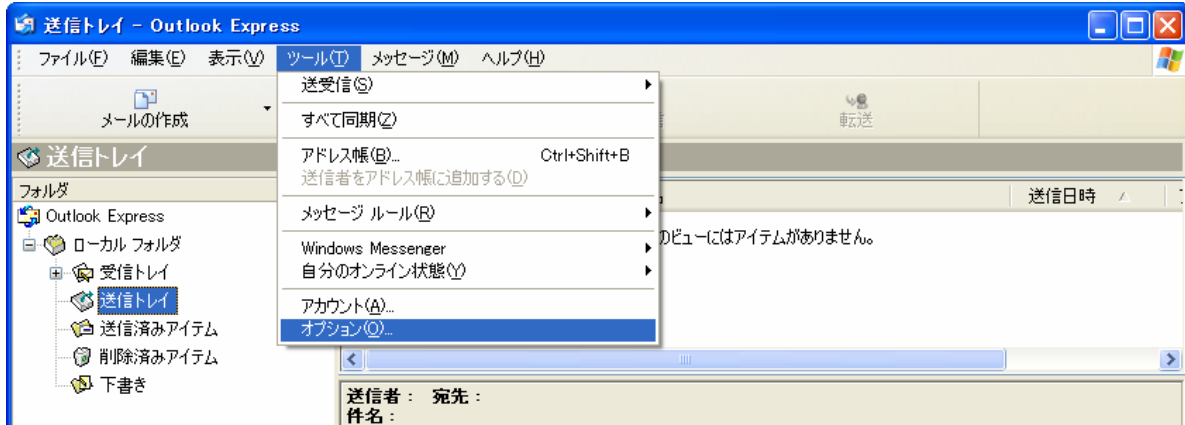 送信トレイ - Outlook Express
ファイル(F) 編集(E) 表示(V) ツール(T) メッセージ(M) ヘルプ(H)
メールの作成
転送
送受信(S)
すべて同期(Z)
アドレス帳(B)... Ctrl+Shift+B
送信者をアドレス帳に追加する(D)
メッセージ ルール(R)
Windows Messenger
自分のオンライン状態(Y)
アカウント(A)...
オプション(O)...
送信トレイ
フォルダ
Outlook Express
ローカル フォルダ
受信トレイ
送信トレイ
送信済みアイテム
削除済みアイテム
下書き
送信日時
のビューにはアイテムがありません。
送信者： 宛先：
件名：